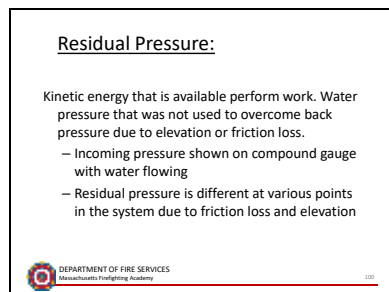 Residual Pressure:
Kinetic energy that is available perform work. Water
pressure that was not used to overcome back
pressure due to elevation or friction loss.
– Incoming pressure shown on compound gauge
with water flowing
– Residual pressure is different at various points
in the system due to friction loss and elevation
DEPARTMENT OF FIRE SERVICES
Massachusetts Firefighting Academy
100